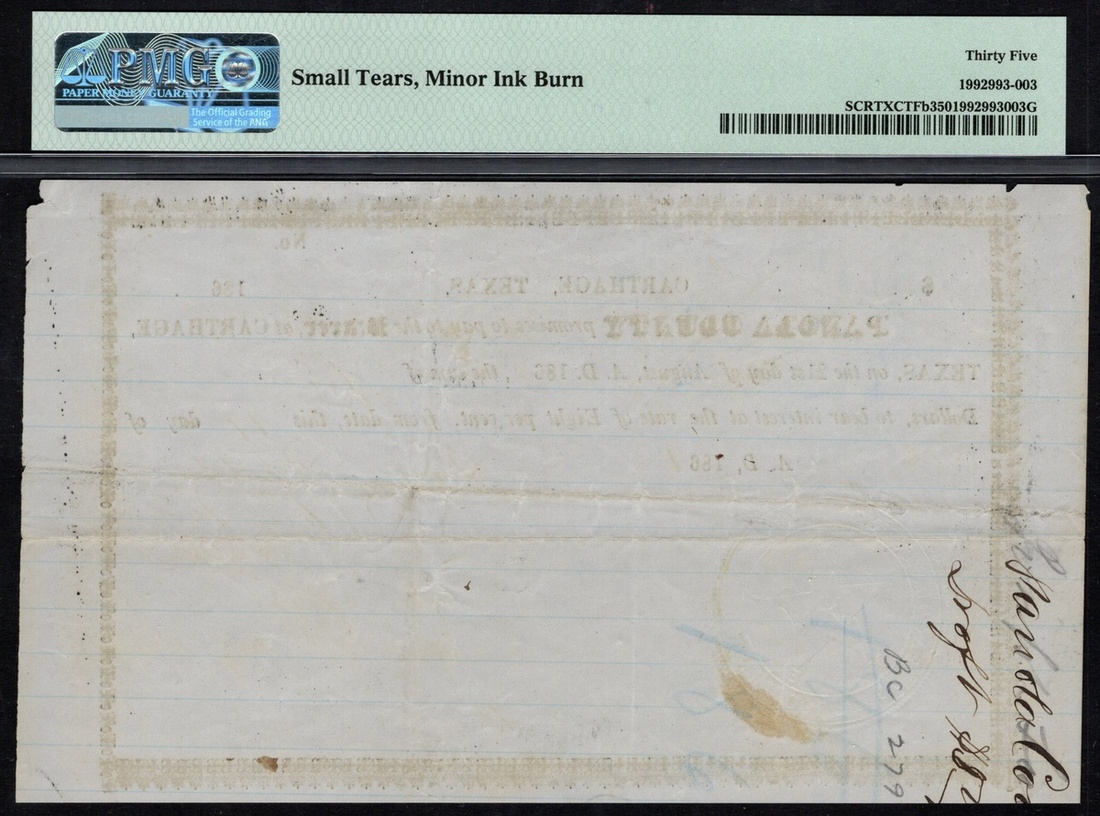 PMG
PAPER MONEY GUARANTY
The Official Grading
Service of the ANA
Small Tears, Minor Ink Burn
Thirty Five
1992993-003
SCRTXCTFb3501992993003G
No.
$ CARTHAGE, TEXAS, 186
PANOLA COUNTY promises to pay to the Bearer, at CARTHAGE,
TEXAS, on the 21st day of August, A. D. 186 , the sum of
Dollars, to bear interest at the rate of Eight per cent. from date, this day of
A. D, 186
BC 279